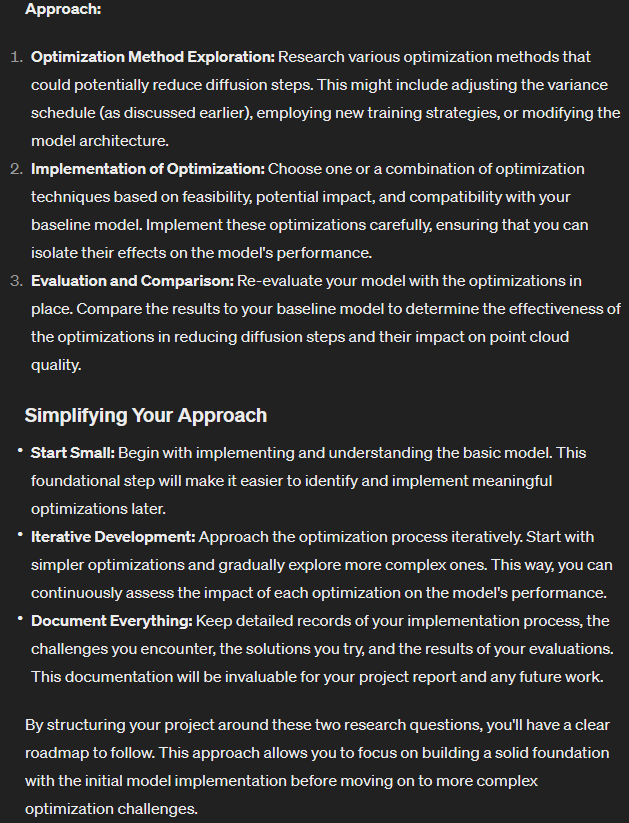 Approach:
1. Optimization Method Exploration: Research various optimization methods that
could potentially reduce diffusion steps. This might include adjusting the variance
schedule (as discussed earlier), employing new training strategies, or modifying the
model architecture.
2. Implementation of Optimization: Choose one or a combination of optimization
techniques based on feasibility, potential impact, and compatibility with your
baseline model. Implement these optimizations carefully, ensuring that you can
isolate their effects on the model's performance.
3. Evaluation and Comparison: Re-evaluate your model with the optimizations in
place. Compare the results to your baseline model to determine the effectiveness of
the optimizations in reducing diffusion steps and their impact on point cloud
quality.
Simplifying Your Approach
• Start Small: Begin with implementing and understanding the basic model. This
foundational step will make it easier to identify and implement meaningful
optimizations later.
• Iterative Development: Approach the optimization process iteratively. Start with
simpler optimizations and gradually explore more complex ones. This way, you can
continuously assess the impact of each optimization on the model's performance.
• Document Everything: Keep detailed records of your implementation process, the
challenges you encounter, the solutions you try, and the results of your evaluations.
This documentation will be invaluable for your project report and any future work.
By structuring your project around these two research questions, you'll have a clear
roadmap to follow. This approach allows you to focus on building a solid foundation
with the initial model implementation before moving on to more complex
optimization challenges.